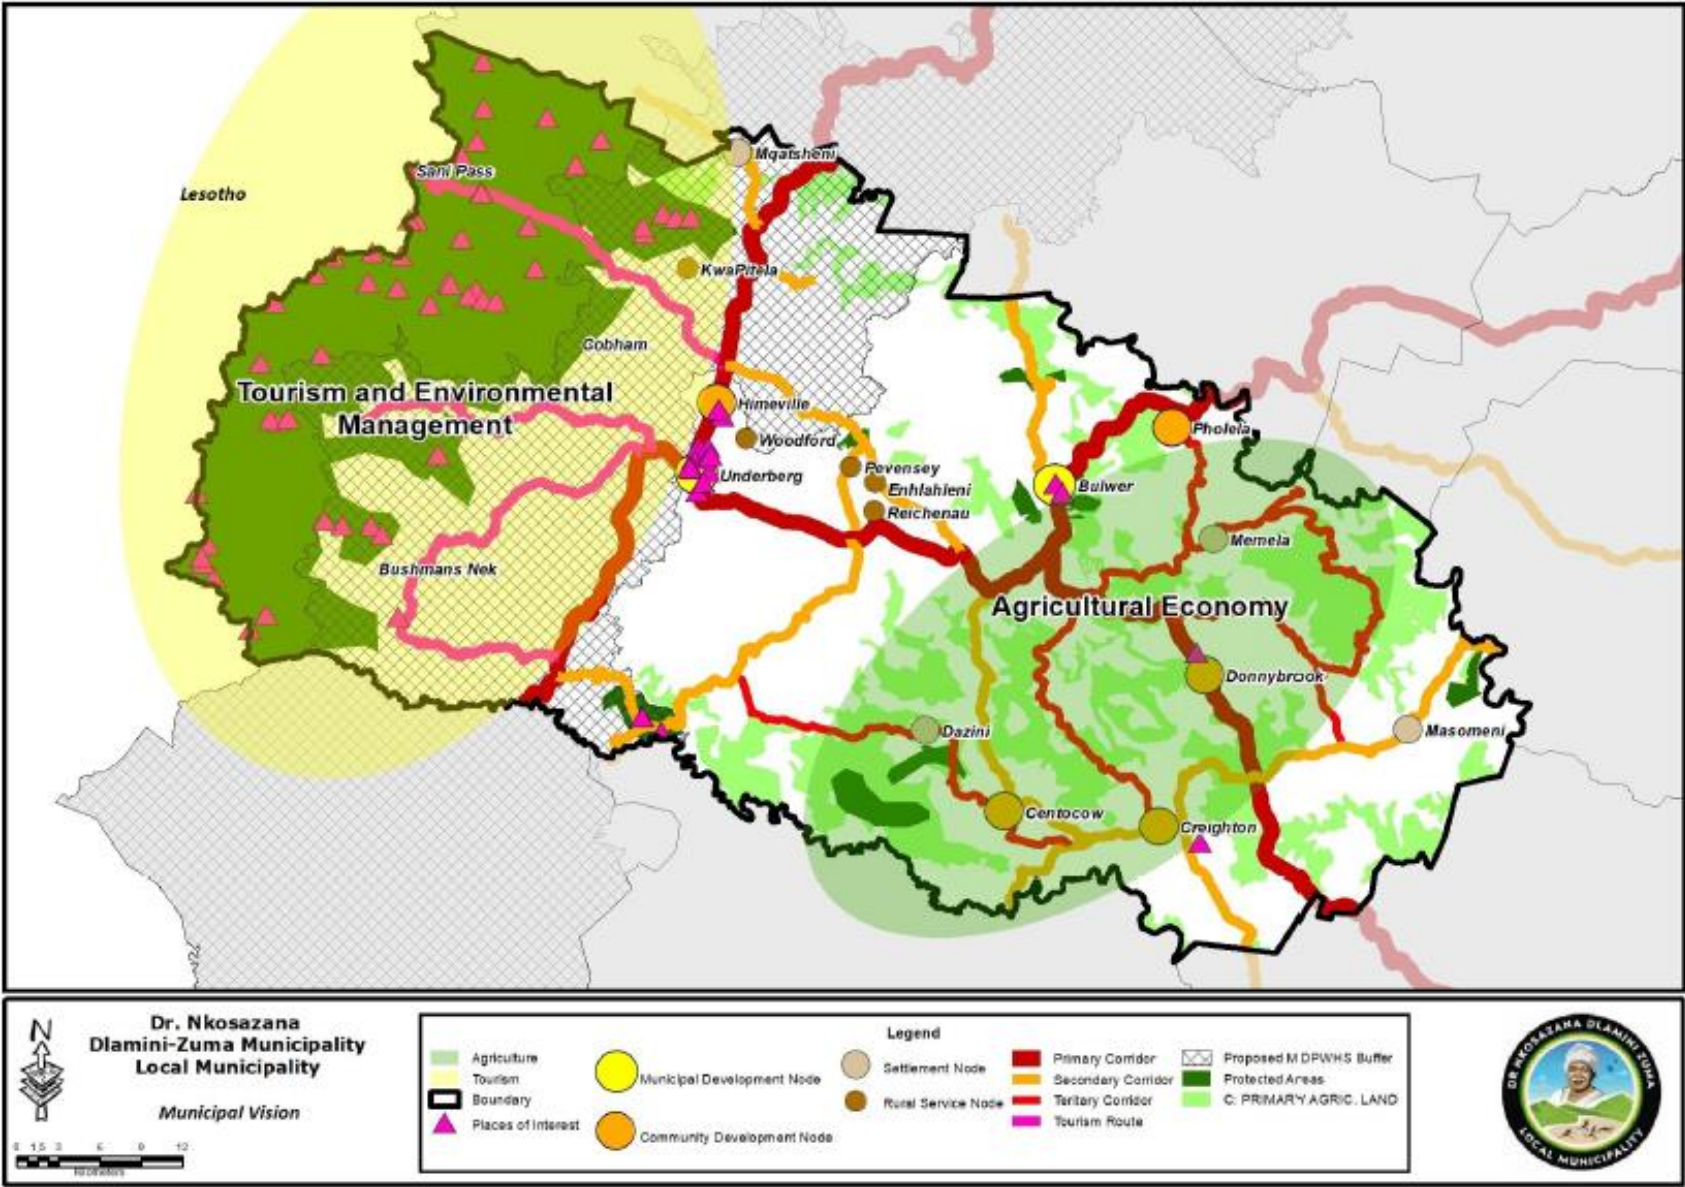 Mqatsheni
Sani Pass
Lesotho
KwaPitela
Gobham
Tourism and Environmental
Management
Himeville
Woodford
Underberg
Pevensey
Enhlahleni
Reichenau
Pholela
Bulwer
Memela
Bushmans Nek
Agricultural Economy
Donnybrook
Dazini
Masomeni
Centocow
Creighton
Dr. Nkosazana
Dlamini-Zuma Municipality
Local Municipality
Municipal Vision
N
0 1,5 3 6 9 12
Kilometers
Legend
Agriculture
Tourism
Boundary
Places of Interest
Municipal Development Node
Community Development Node
Settlement Node
Rural Service Node
Primary Corridor
Secondary Corridor
Teritary Corridor
Tourism Route
Proposed M DPWHS Buffer
Protected Areas
C: PRIMARY AGRIC. LAND
DR NKOSAZANA DLAMINI ZUMA
LOCAL MUNICIPALITY